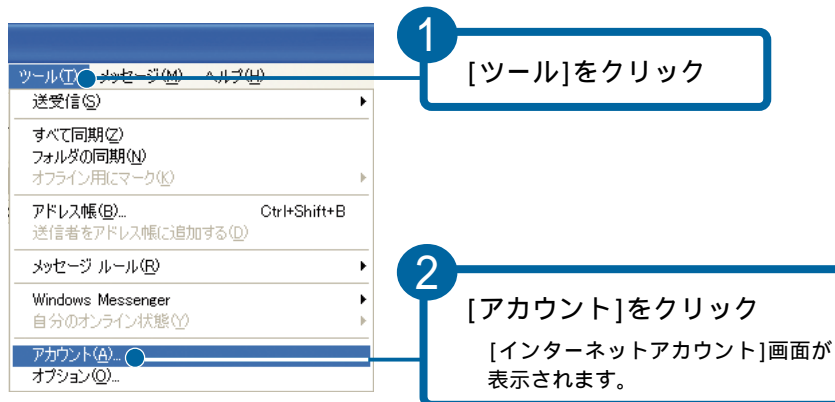 1
[ツール]をクリック
ツール(T) メッセージ(M) ヘルプ(H)
送受信(S)
すべて同期(Z)
フォルダの同期(N)
オフライン用にマーク(K)
アドレス帳(B)... Ctrl+Shift+B
送信者をアドレス帳に追加する(D)
メッセージ ルール(R)
Windows Messenger
自分のオンライン状態(Y)
アカウント(A)...
オプション(O)...
2
[アカウント]をクリック
[インターネットアカウント]画面が
表示されます。